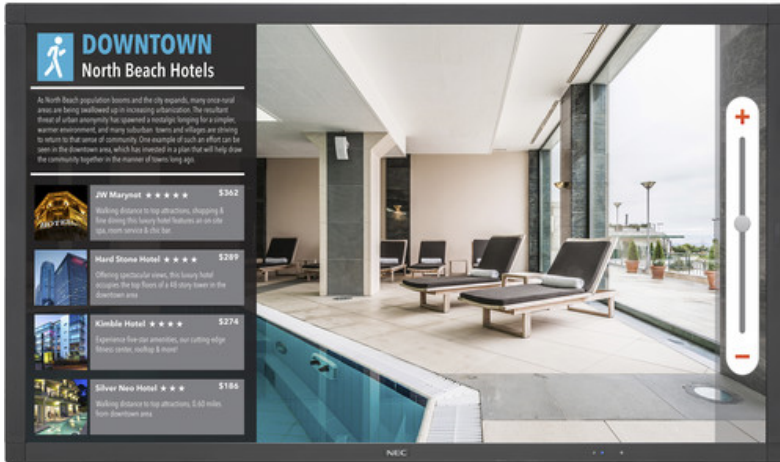 DOWNTOWN
North Beach Hotels
As North Beach population booms and the city expands, many once-rural
areas are being swallowed up in increasing urbanization. The resultant
threat of urban anonymity has spawned a nostalgic longing for a simpler,
warmer environment, and many suburban towns and villages are striving
to return to that sense of community. One example of such an effort can be
seen in the downtown area, which has invested in a plan that will help draw
the community together in the manner of towns long ago.
JW Marynot ★ ★ ★ ★ ★ $362
Walking distance to top attractions, shopping &
fine dining this luxury hotel features an on-site
spa, room service & chic bar.
HOTEL
Hard Stone Hotel ★ ★ ★ ★ $289
Offering spectacular views, this luxury hotel
occupies the top floors of a 46-story tower in the
downtown area
Kimble Hotel ★ ★ ★ ★ $274
Experience five-star amenities, our cutting edge
fitness center, rooftop & more!
Silver Neo Hotel ★ ★ ★ $186
Walking distance to top attractions, 0.60 miles
from downtown area
+
−
NEC